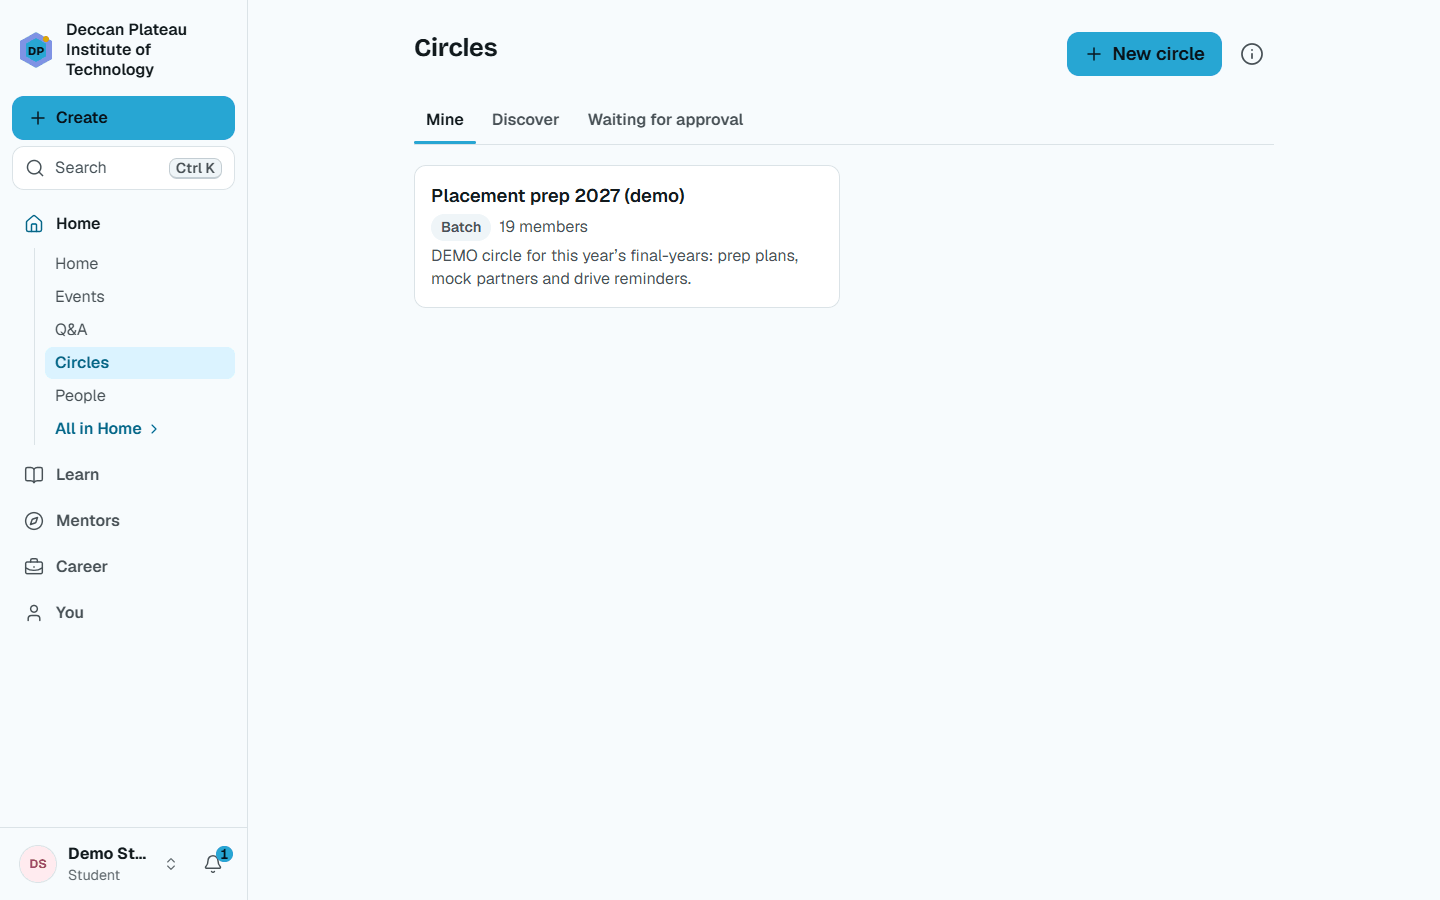 DP
Deccan Plateau
Institute of
Technology
Create
Search Ctrl K
Home
Home
Events
Q&A
Circles
People
All in Home
Learn
Mentors
Career
You
DS
Demo St...
Student
1
Circles
New circle
Mine Discover Waiting for approval
Placement prep 2027 (demo)
Batch 19 members
DEMO circle for this year’s final-years: prep plans,
mock partners and drive reminders.